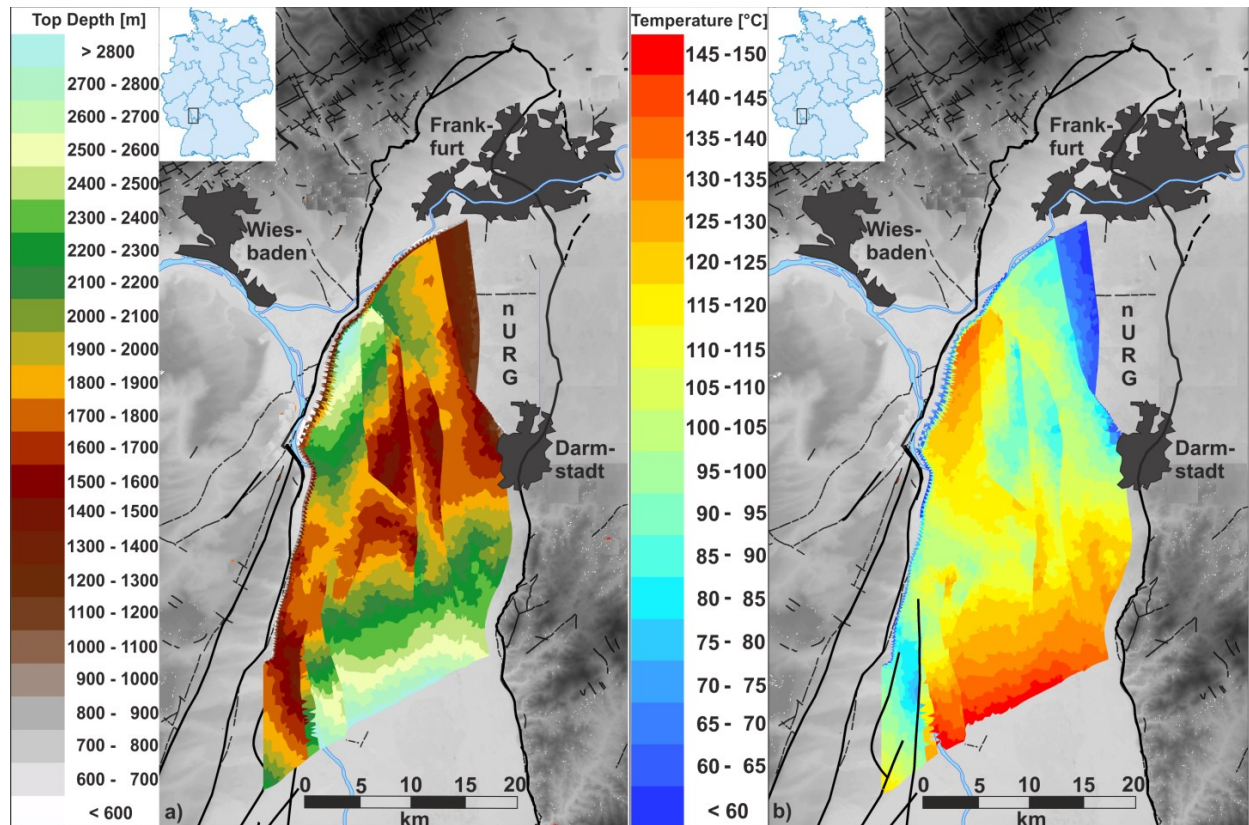 Top Depth [m]
> 2800
2700 - 2800
2600 - 2700
2500 - 2600
2400 - 2500
2300 - 2400
2200 - 2300
2100 - 2200
2000 - 2100
1900 - 2000
1800 - 1900
1700 - 1800
1600 - 1700
1500 - 1600
1400 - 1500
1300 - 1400
1200 - 1300
1100 - 1200
1000 - 1100
900 - 1000
800 - 900
700 - 800
600 - 700
< 600
Frank-
furt
Wies-
baden
n
U
R
G
Darm-
stadt
0 5 10 15 20
km
a)
Temperature [°C]
145 - 150
140 - 145
135 - 140
130 - 135
125 - 130
120 - 125
115 - 120
110 - 115
105 - 110
100 - 105
95 - 100
90 - 95
85 - 90
80 - 85
75 - 80
70 - 75
65 - 70
60 - 65
< 60
Frank-
furt
Wies-
baden
n
U
R
G
Darm-
stadt
0 5 10 15 20
km
b)